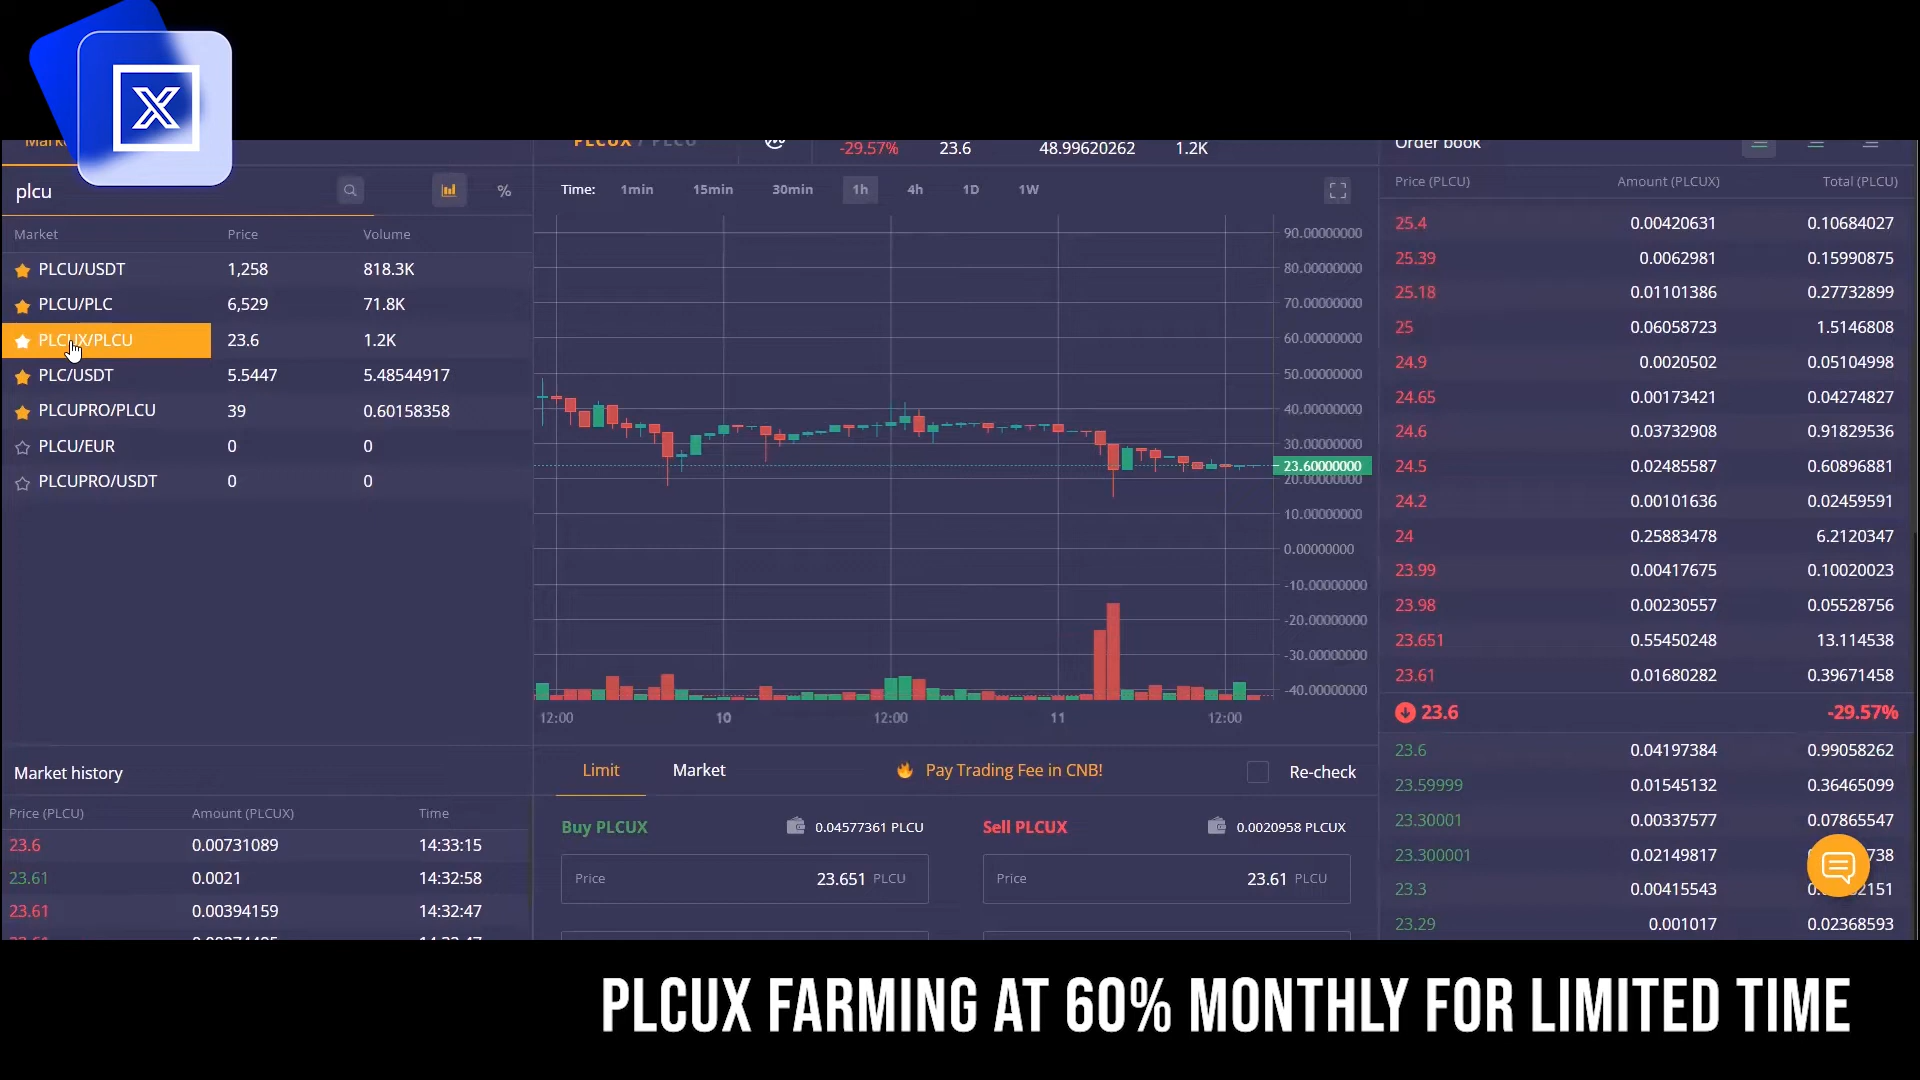 X
PLCUX / PLCU
-29.57% 23.6 48.99620262 1.2K
Order book
plcu
%
Time: 1min 15min 30min 1h 4h 1D 1W
Price (PLCU) Amount (PLCUX) Total (PLCU)
Market Price Volume
PLCU/USDT 1,258 818.3K
PLCU/PLC 6,529 71.8K
PLCUX/PLCU 23.6 1.2K
PLC/USDT 5.5447 5.48544917
PLCUPRO/PLCU 39 0.60158358
PLCU/EUR 0 0
PLCUPRO/USDT 0 0
90.00000000
80.00000000
70.00000000
60.00000000
50.00000000
40.00000000
30.00000000
23.60000000
20.00000000
10.00000000
0.00000000
-10.00000000
-20.00000000
-30.00000000
-40.00000000
12:00 10 12:00 11 12:00
25.4 0.00420631 0.10684027
25.39 0.0062981 0.15990875
25.18 0.01101386 0.27732899
25 0.06058723 1.5146808
24.9 0.0020502 0.05104998
24.65 0.00173421 0.04274827
24.6 0.03732908 0.91829536
24.5 0.02485587 0.60896881
24.2 0.00101636 0.02459591
24 0.25883478 6.2120347
23.99 0.00417675 0.10020023
23.98 0.00230557 0.05528756
23.651 0.55450248 13.114538
23.61 0.01680282 0.39671458
23.6 -29.57%
23.6 0.04197384 0.99058262
23.59999 0.01545132 0.36465099
23.30001 0.00337577 0.07865547
23.300001 0.02149817 738
23.3 0.00415543 2151
23.29 0.001017 0.02368593
Market history
Price (PLCU) Amount (PLCUX) Time
23.6 0.00731089 14:33:15
23.61 0.0021 14:32:58
23.61 0.00394159 14:32:47
Limit Market Pay Trading Fee in CNB! Re-check
Buy PLCUX 0.04577361 PLCU
Price 23.651 PLCU
Sell PLCUX 0.0020958 PLCUX
Price 23.61 PLCU
PLCUX FARMING AT 60% MONTHLY FOR LIMITED TIME